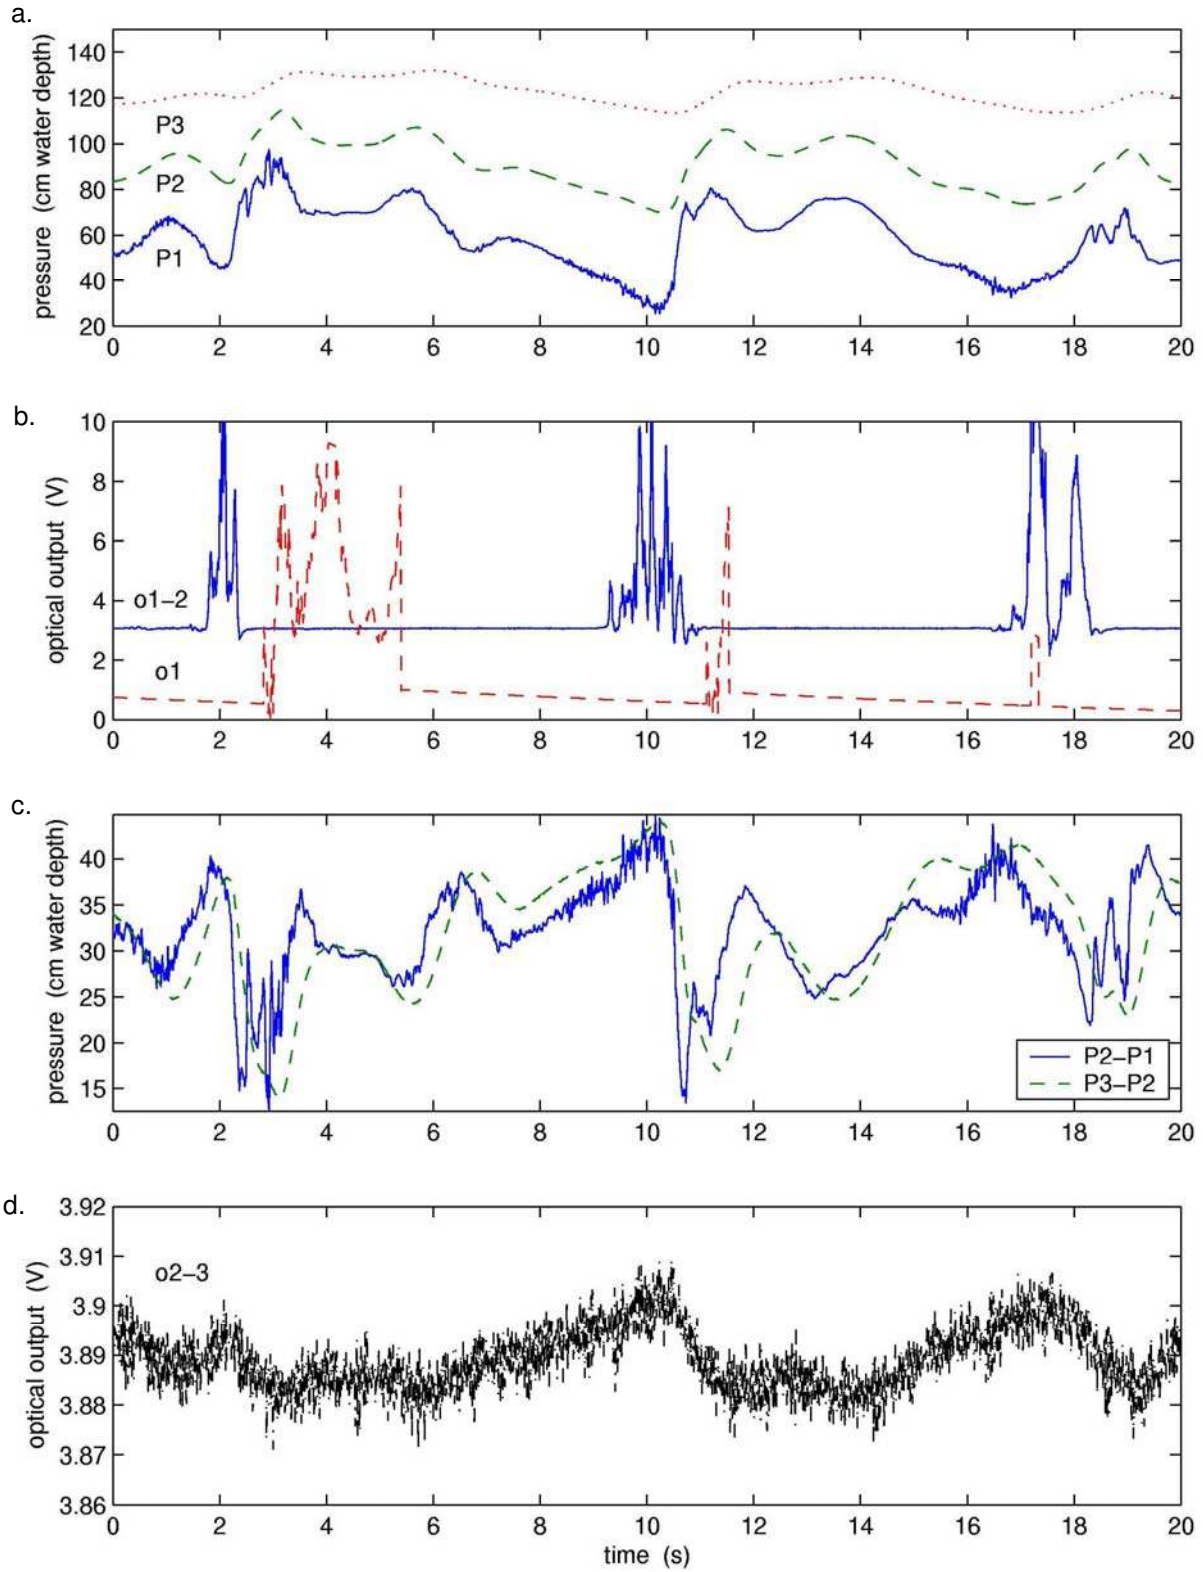 a.
pressure (cm water depth)
140
120
100
80
60
40
20
P3
P2
P1
0 2 4 6 8 10 12 14 16 18 20
b.
optical output (V)
10
8
6
4
2
0
o1-2
o1
0 2 4 6 8 10 12 14 16 18 20
c.
pressure (cm water depth)
40
35
30
25
20
15
P2-P1
P3-P2
0 2 4 6 8 10 12 14 16 18 20
d.
optical output (V)
3.92
3.91
3.9
3.89
3.88
3.87
3.86
o2-3
0 2 4 6 8 10 12 14 16 18 20
time (s)